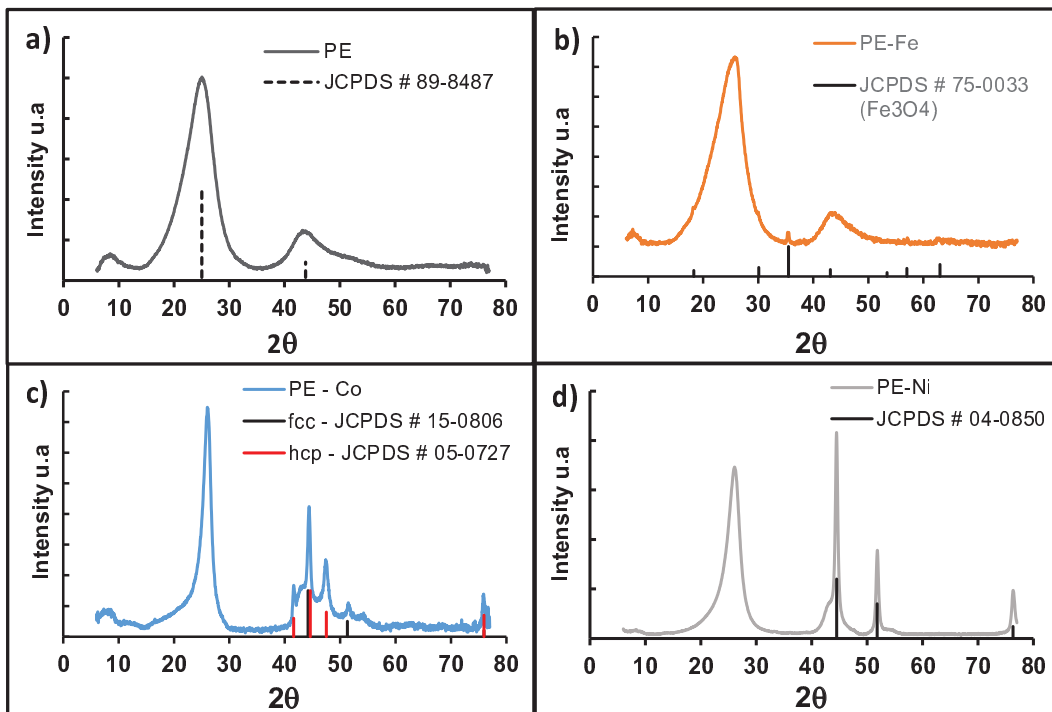 a)
PE
JCPDS # 89-8487
Intensity u.a
0 10 20 30 40 50 60 70 80
2θ
b)
PE-Fe
JCPDS # 75-0033
(Fe3O4)
Intensity u.a
0 10 20 30 40 50 60 70 80
2θ
c)
PE - Co
fcc - JCPDS # 15-0806
hcp - JCPDS # 05-0727
Intensity u.a
0 10 20 30 40 50 60 70 80
2θ
d)
PE-Ni
JCPDS # 04-0850
Intensity u.a
0 10 20 30 40 50 60 70 80
2θ